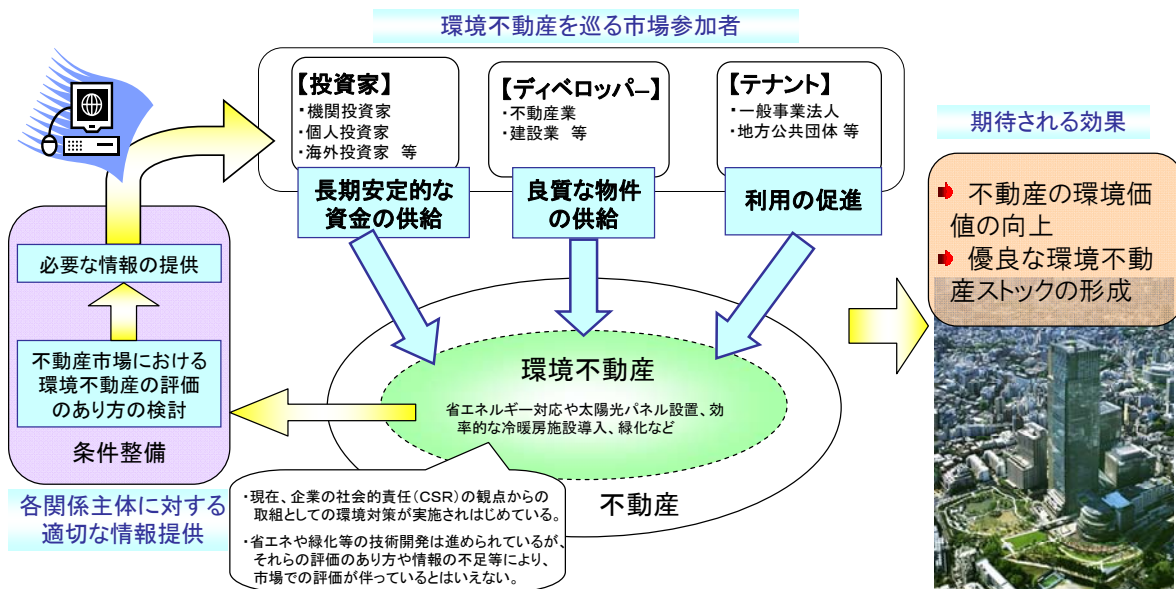 環境不動産を巡る市場参加者
【投資家】
・機関投資家
・個人投資家
・海外投資家 等
【ディベロッパー】
・不動産業
・建設業 等
【テナント】
・一般事業法人
・地方公共団体 等
長期安定的な
資金の供給
良質な物件
の供給
利用の促進
期待される効果
不動産の環境価
値の向上
優良な環境不動
産ストックの形成
必要な情報の提供
不動産市場における
環境不動産の評価
のあり方の検討
条件整備
各関係主体に対する
適切な情報提供
環境不動産
省エネルギー対応や太陽光パネル設置、効
率的な冷暖房施設導入、緑化など
不動産
・現在、企業の社会的責任(CSR)の観点からの
取組としての環境対策が実施されはじめている。
・省エネや緑化等の技術開発は進められているが、
それらの評価のあり方や情報の不足等により、
市場での評価が伴っているとはいえない。